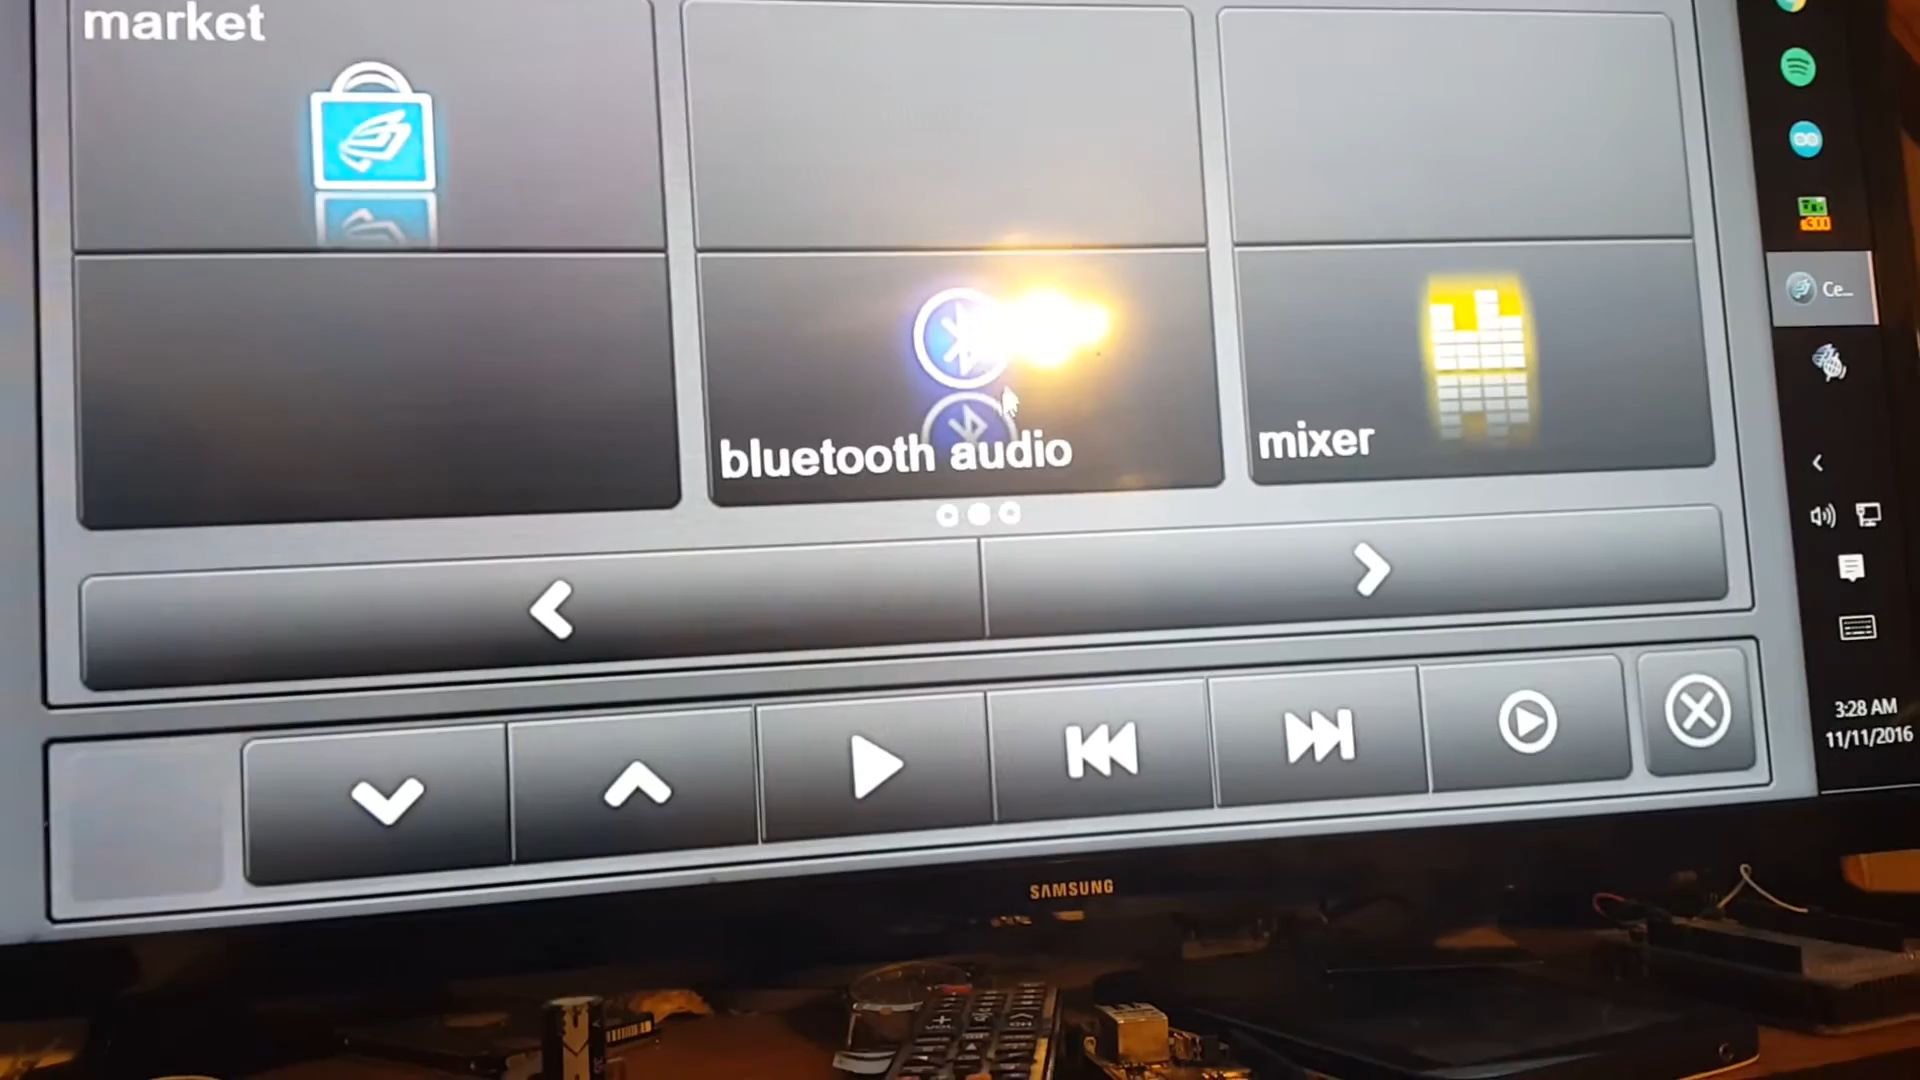 market
Ce...
bluetooth audio
mixer
3:28 AM
11/11/2016
SAMSUNG